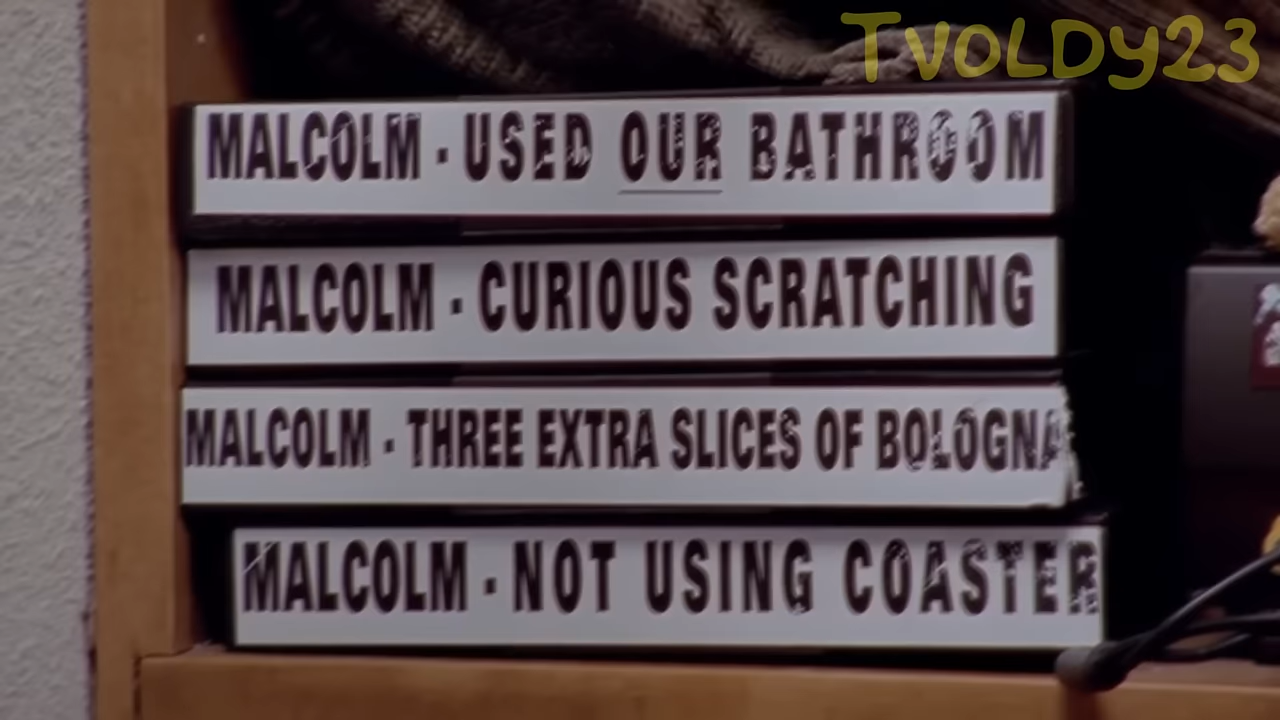 Tvoldy23
MALCOLM - USED OUR BATHROOM
MALCOLM - CURIOUS SCRATCHING
MALCOLM - THREE EXTRA SLICES OF BOLOGNA
MALCOLM - NOT USING COASTER